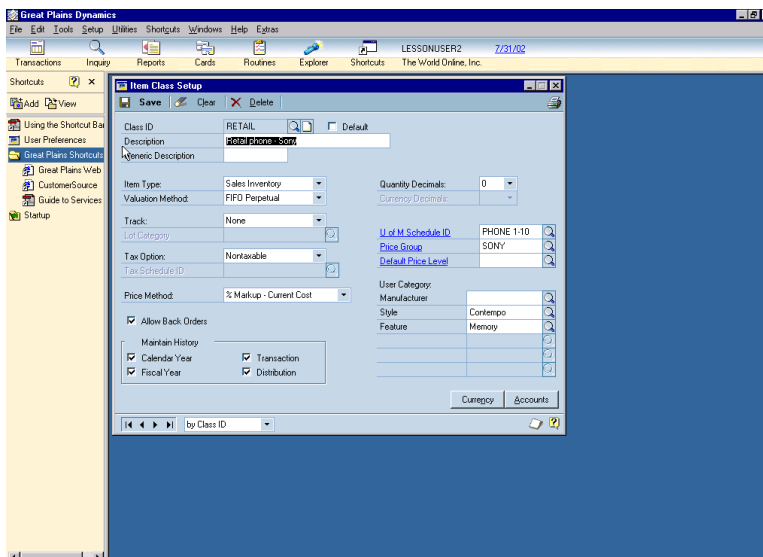 Great Plains Dynamics
File Edit Tools Setup Utilities Shortcuts Windows Help Extras
LESSONUSER2 7/31/02
Transactions Inquiry Reports Cards Routines Explorer Shortcuts The World Online, Inc.
Shortcuts
Add View
Using the Shortcut Bar
User Preferences
Great Plains Shortcuts
Great Plains Web
CustomerSource
Guide to Services
Startup
Item Class Setup
Save Clear Delete
Class ID RETAIL Default
Description Retail phone - Sony
Generic Description
Item Type: Sales Inventory Quantity Decimals: 0
Valuation Method: FIFO Perpetual Currency Decimals:
Track: None
Lot Category U of M Schedule ID PHONE 1-10
Price Group SONY
Tax Option: Nontaxable Default Price Level
Tax Schedule ID
User Category:
Price Method: % Markup - Current Cost Manufacturer
Style Contempo
Allow Back Orders Feature Memory
Maintain History
Calendar Year Transaction
Fiscal Year Distribution
Currency Accounts
by Class ID